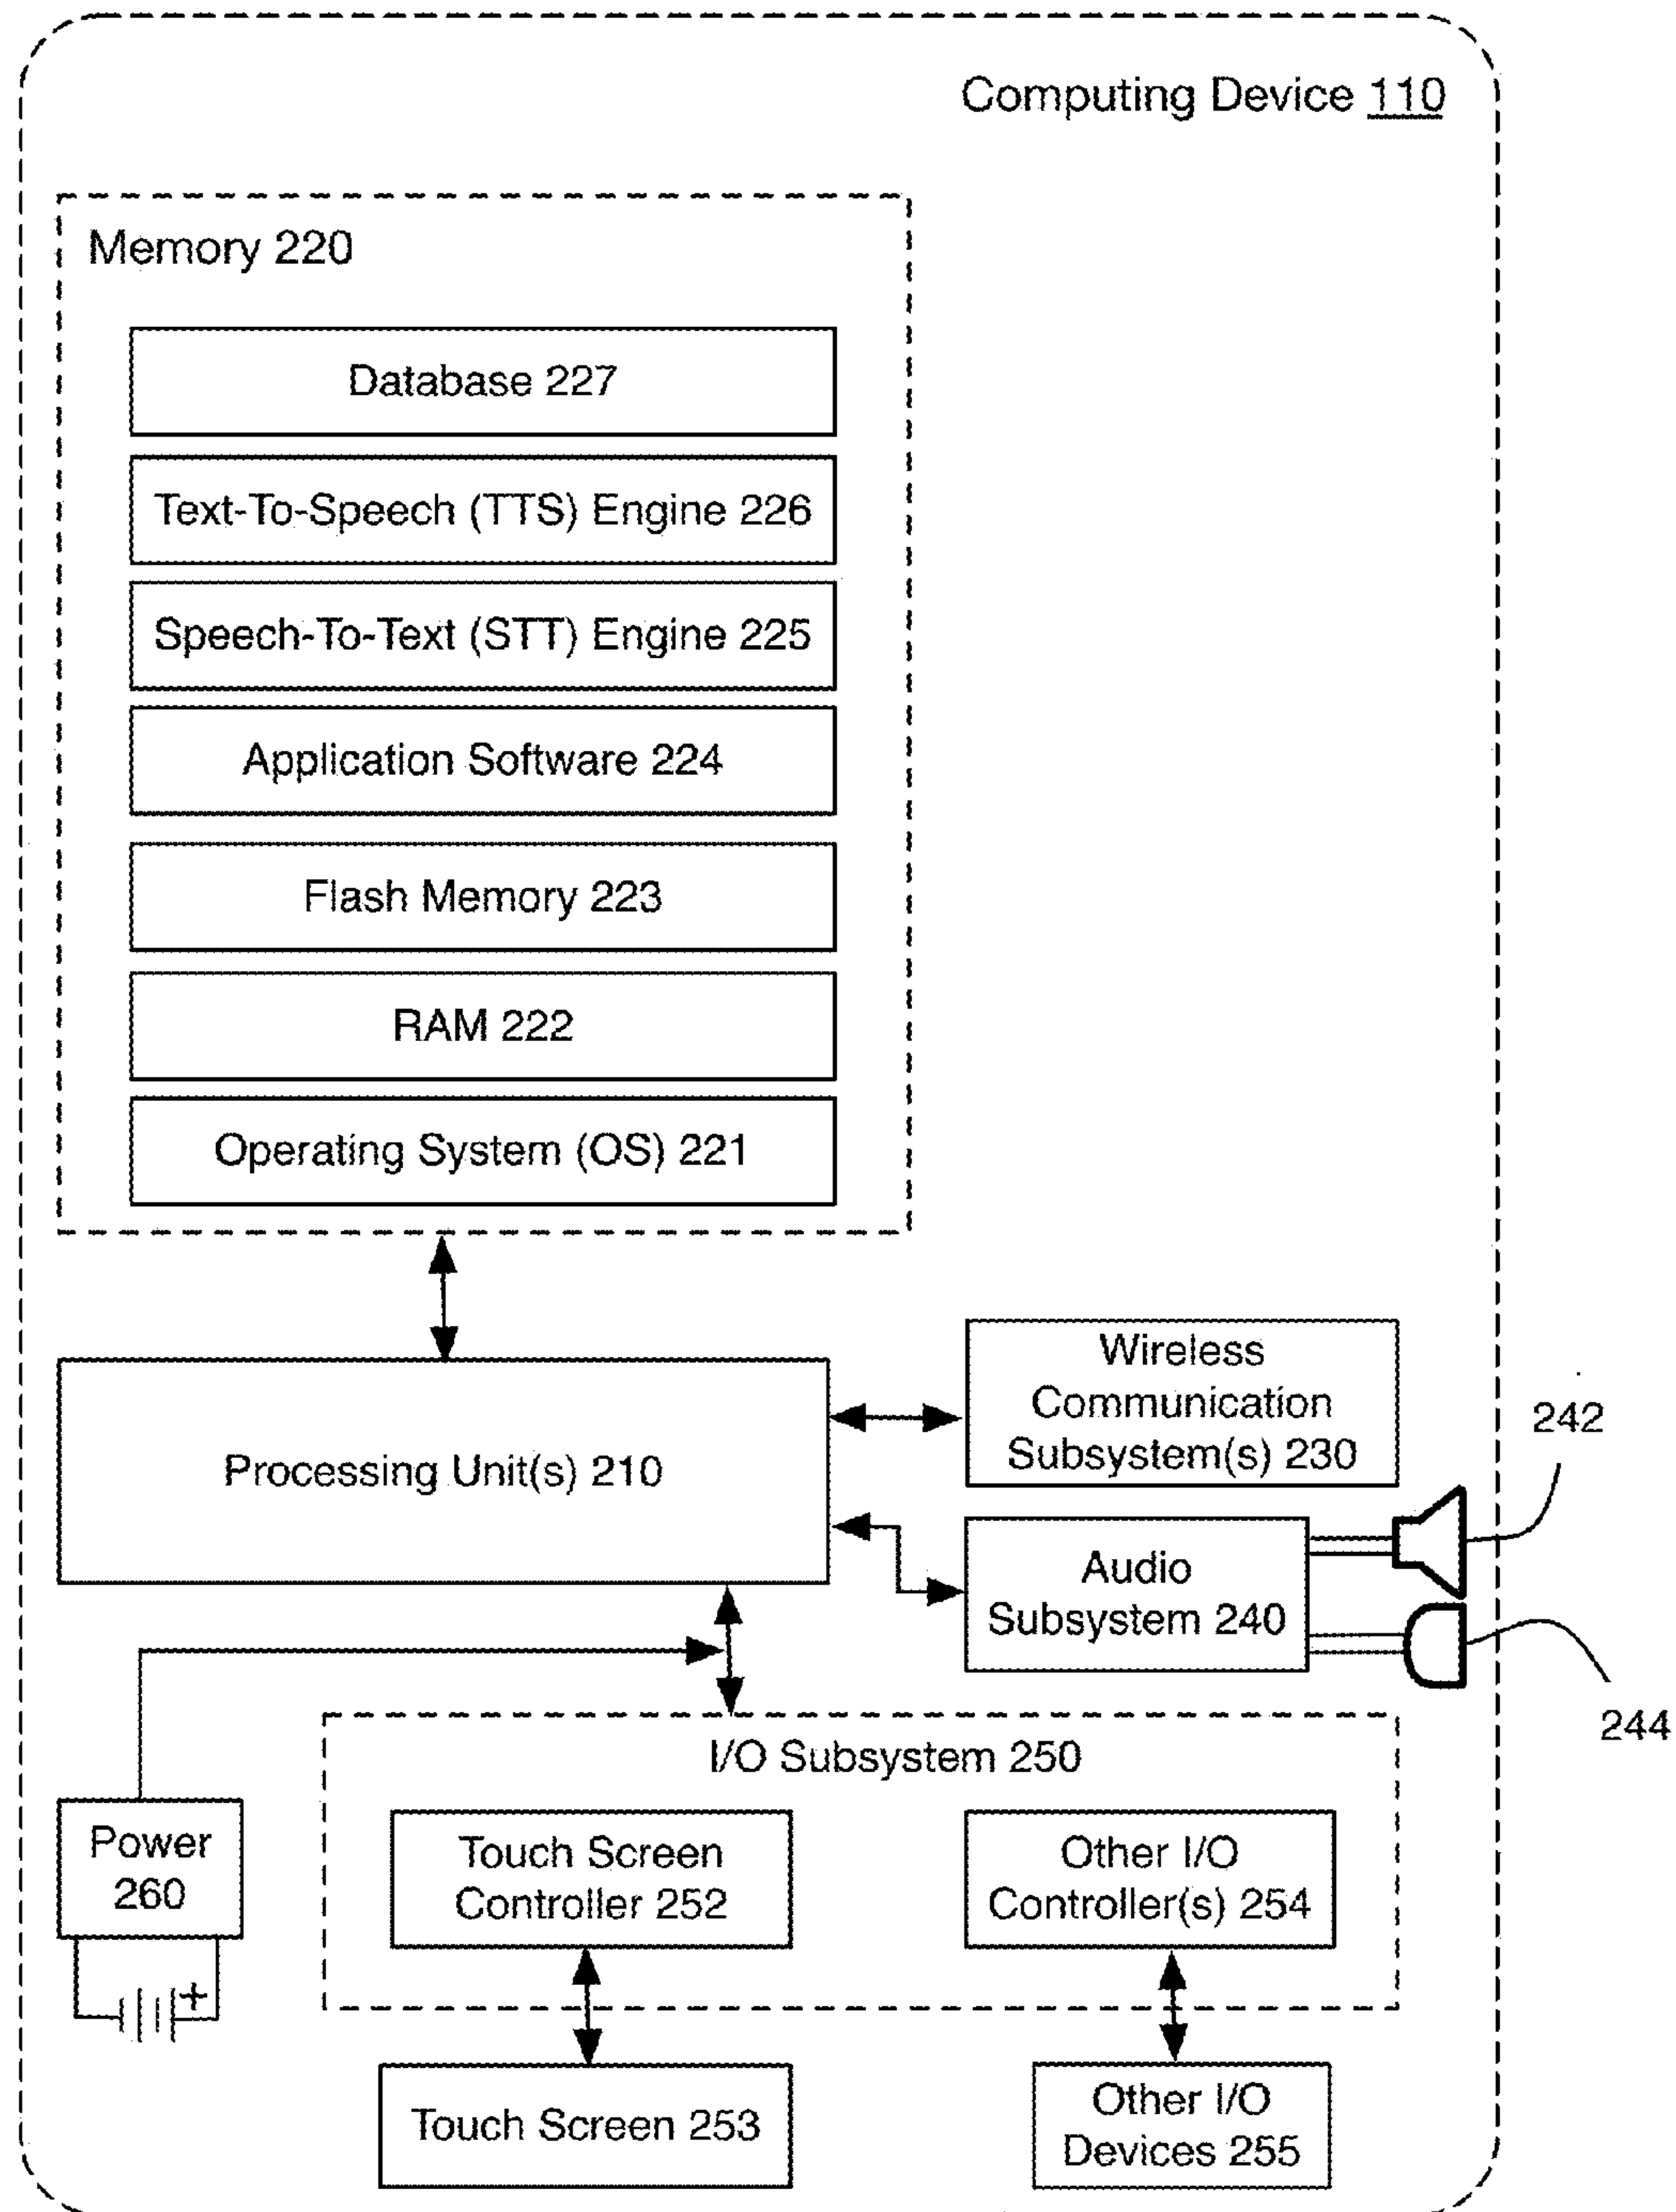 Computing Device 110
Memory 220
Database 227
Text-To-Speech (TTS) Engine 226
Speech-To-Text (STT) Engine 225
Application Software 224
Flash Memory 223
RAM 222
Operating System (OS) 221
Processing Unit(s) 210
Wireless
Communication
Subsystem(s) 230
242
Audio
Subsystem 240
244
I/O Subsystem 250
Power
260
Touch Screen
Controller 252
Other I/O
Controller(s) 254
+
Touch Screen 253
Other I/O
Devices 255